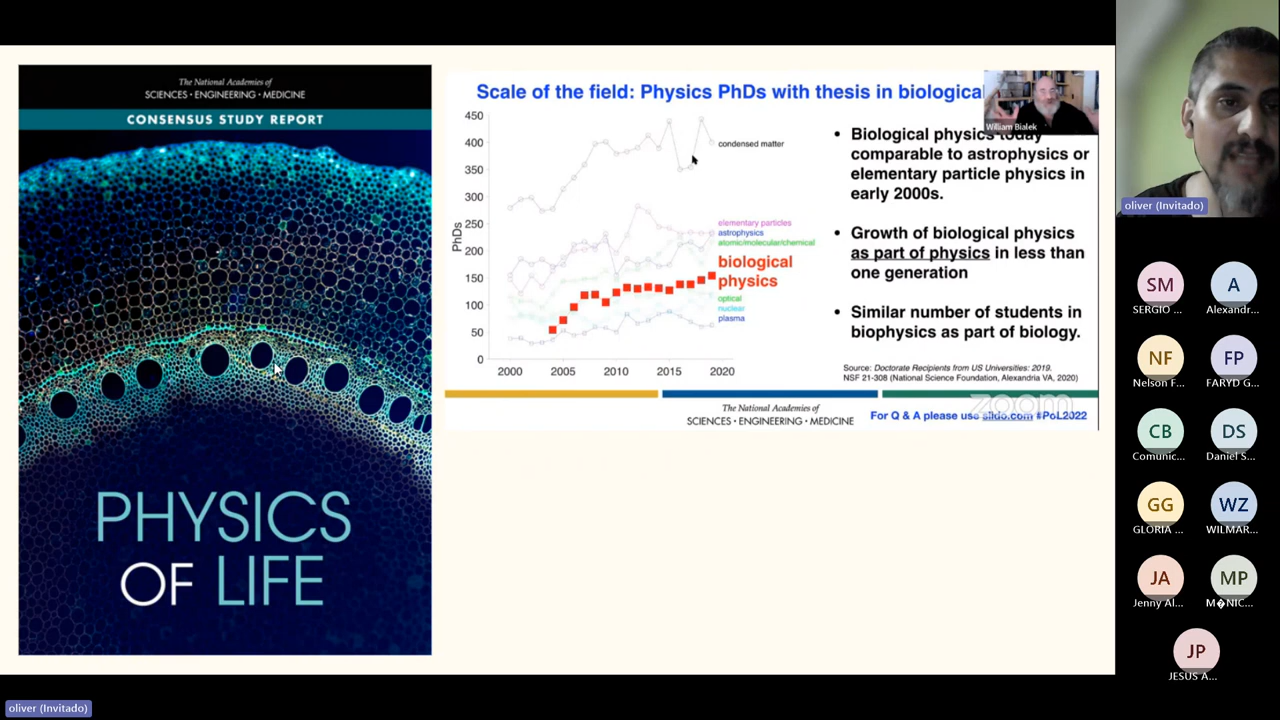 The National Academies of
SCIENCES • ENGINEERING • MEDICINE
CONSENSUS STUDY REPORT
PHYSICS
OF LIFE
Scale of the field: Physics PhDs with thesis in biological
William Bialek
450
400
350
300
250
200
150
100
50
0
PhDs
2000
2005
2010
2015
2020
condensed matter
elementary particles
astrophysics
atomic/molecular/chemical
biological
physics
optical
nuclear
plasma
• Biological physics today
comparable to astrophysics or
elementary particle physics in
early 2000s.
• Growth of biological physics
as part of physics in less than
one generation
• Similar number of students in
biophysics as part of biology.
Source: Doctorate Recipients from US Universities: 2019.
NSF 21-308 (National Science Foundation, Alexandria VA, 2020)
The National Academies of
SCIENCES • ENGINEERING • MEDICINE
zoom
For Q & A please use slido.com #PoL2022
oliver (Invitado)
SM
SERGIO ...
A
Alexandr...
NF
Nelson F...
FP
FARYD G...
CB
Comunic...
DS
Daniel S...
GG
GLORIA ...
WZ
WILMAR...
JA
Jenny Al...
MP
M�NIC...
JP
JESUS A...
oliver (Invitado)